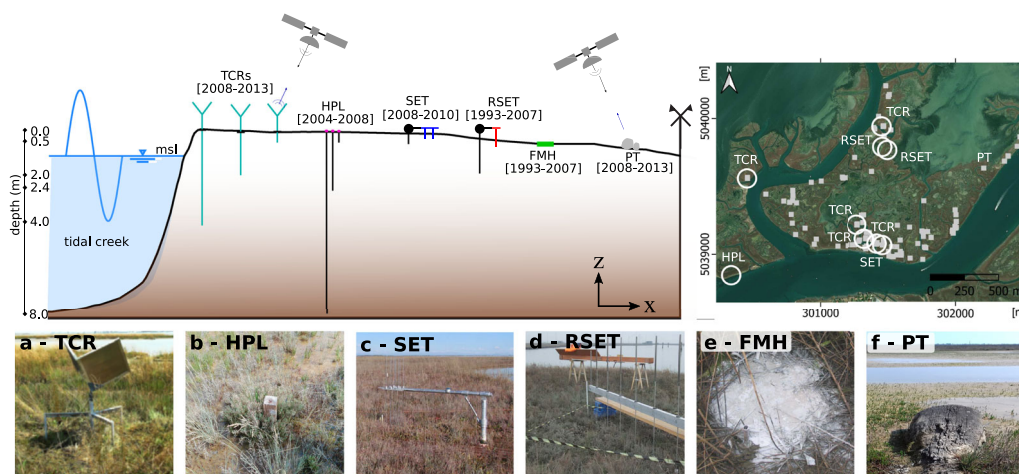 TCRs
[2008-2013]
HPL
[2004-2008]
SET
[2008-2010]
RSET
[1993-2007]
FMH
[1993-2007]
PT
[2008-2013]
msl
tidal creek
depth (m)
0.0
0.5
2.0
2.4
4.0
8.0
Z
X
[m]
5040000
5039000
N
TCR
RSET
RSET
PT
TCR
TCR
TCR
TCR
SET
HPL
0 250 500 m
301000 302000
a - TCR
b - HPL
c - SET
d - RSET
e - FMH
f - PT